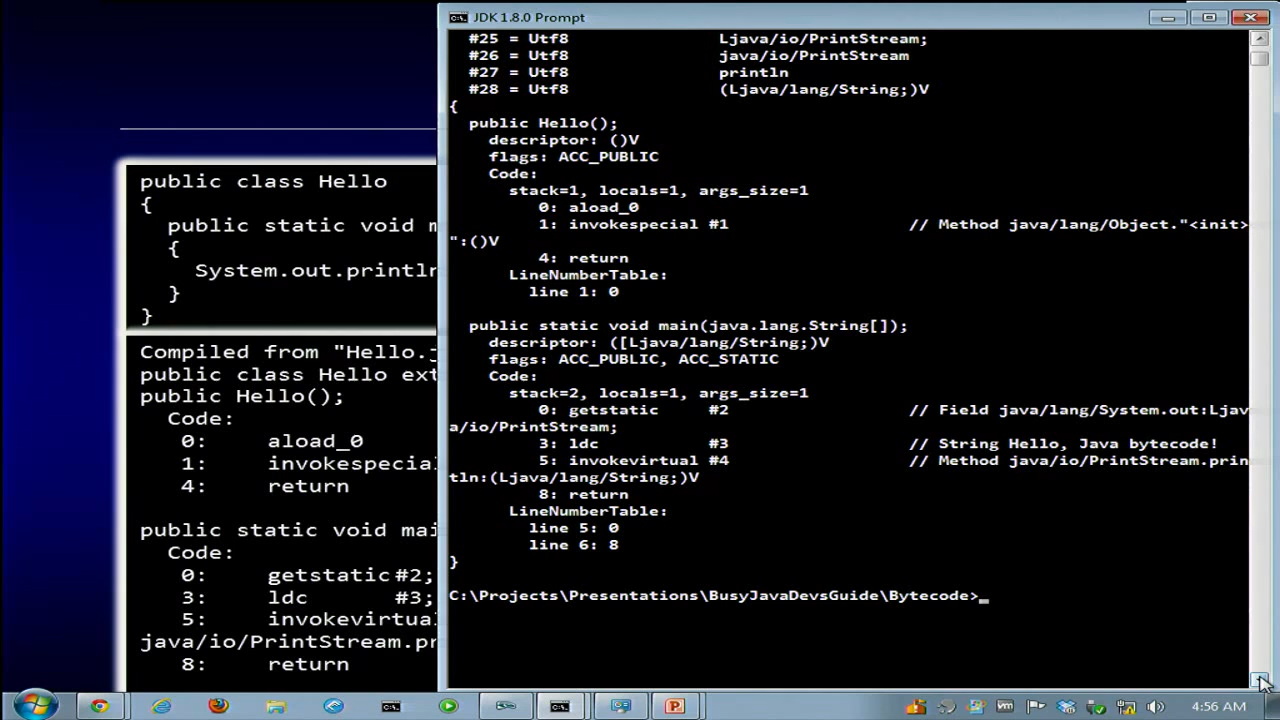 public class Hello
{
public static void m
{
System.out.println
}
}
Compiled from "Hello.j
public class Hello ext
public Hello();
Code:
0: aload_0
1: invokespecial
4: return
public static void mai
Code:
0: getstatic #2;
3: ldc #3;
5: invokevirtual
java/io/PrintStream.pr
8: return
JDK 1.8.0 Prompt
#25 = Utf8 Ljava/io/PrintStream;
#26 = Utf8 java/io/PrintStream
#27 = Utf8 println
#28 = Utf8 (Ljava/lang/String;)V
{
public Hello();
descriptor: ()V
flags: ACC_PUBLIC
Code:
stack=1, locals=1, args_size=1
0: aload_0
1: invokespecial #1 // Method java/lang/Object."<init>
":()V
4: return
LineNumberTable:
line 1: 0
public static void main(java.lang.String[]);
descriptor: ([Ljava/lang/String;)V
flags: ACC_PUBLIC, ACC_STATIC
Code:
stack=2, locals=1, args_size=1
0: getstatic #2 // Field java/lang/System.out:Ljav
a/io/PrintStream;
3: ldc #3 // String Hello, Java bytecode!
5: invokevirtual #4 // Method java/io/PrintStream.prin
tln:(Ljava/lang/String;)V
8: return
LineNumberTable:
line 5: 0
line 6: 8
}
C:\Projects\Presentations\BusyJavaDevsGuide\Bytecode>_
4:56 AM